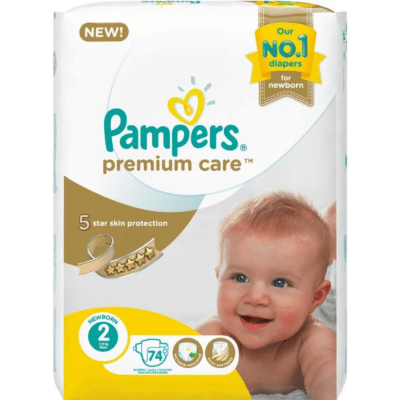 NEW!
Our
NO.1
diapers
for
newborn
Pampers®
premium care™
5 star skin protection
NEWBORN
2
74